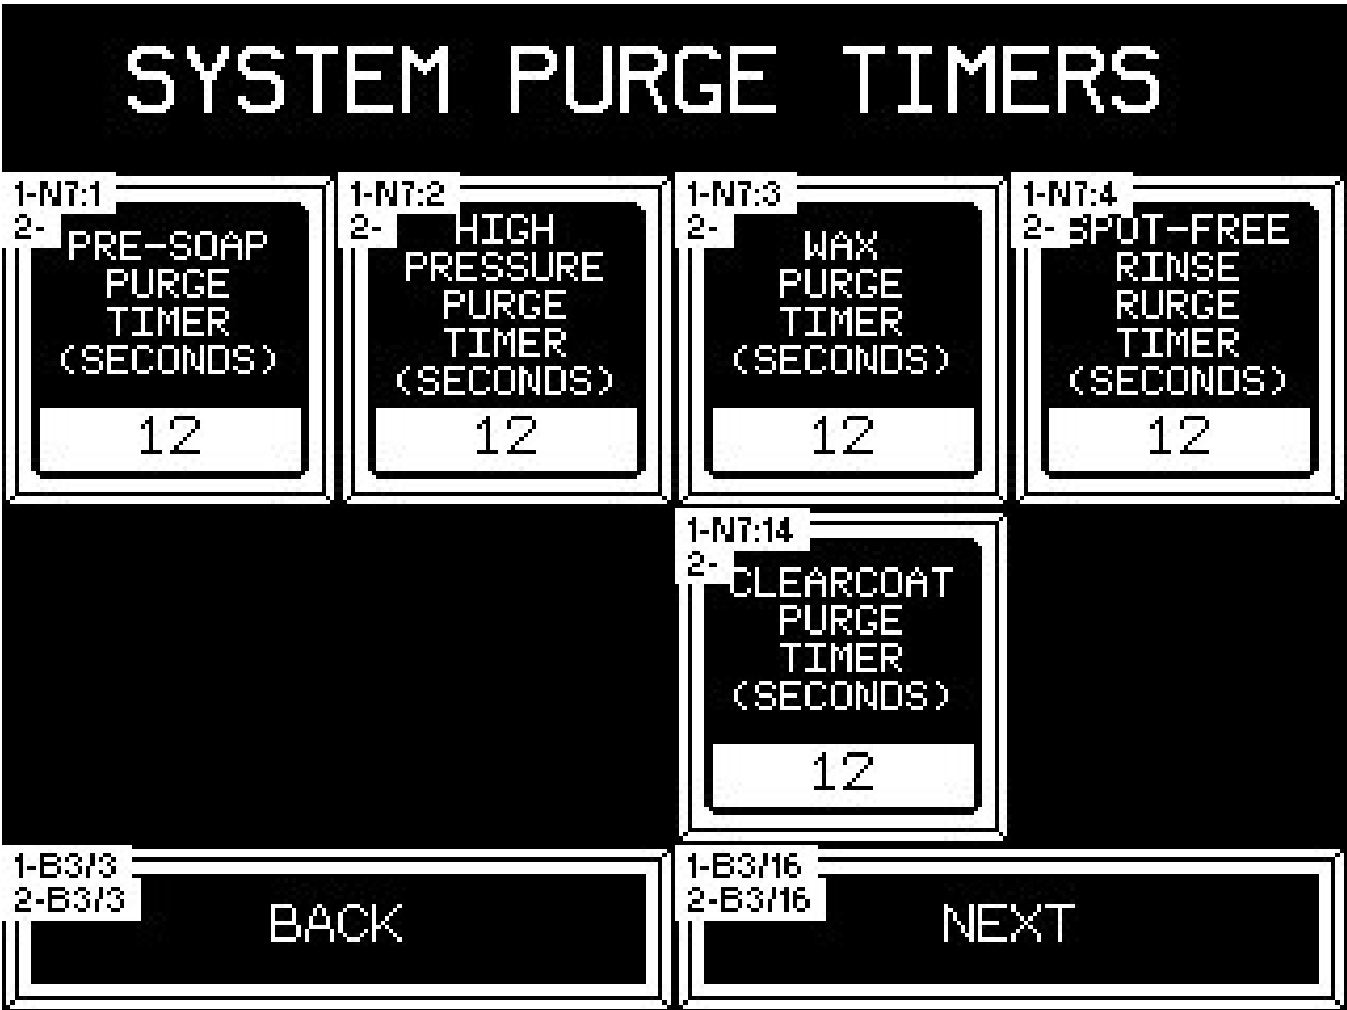 SYSTEM PURGE TIMERS
1-N7:1
2-
PRE-SOAP
PURGE
TIMER
(SECONDS)
12
1-N7:2
2-
HIGH
PRESSURE
PURGE
TIMER
(SECONDS)
12
1-N7:3
2-
WAX
PURGE
TIMER
(SECONDS)
12
1-N7:4
2-
SPOT-FREE
RINSE
RURGE
TIMER
(SECONDS)
12
1-N7:14
2-
CLEARCOAT
PURGE
TIMER
(SECONDS)
12
1-B3/3
2-B3/3
BACK
1-B3/16
2-B3/16
NEXT